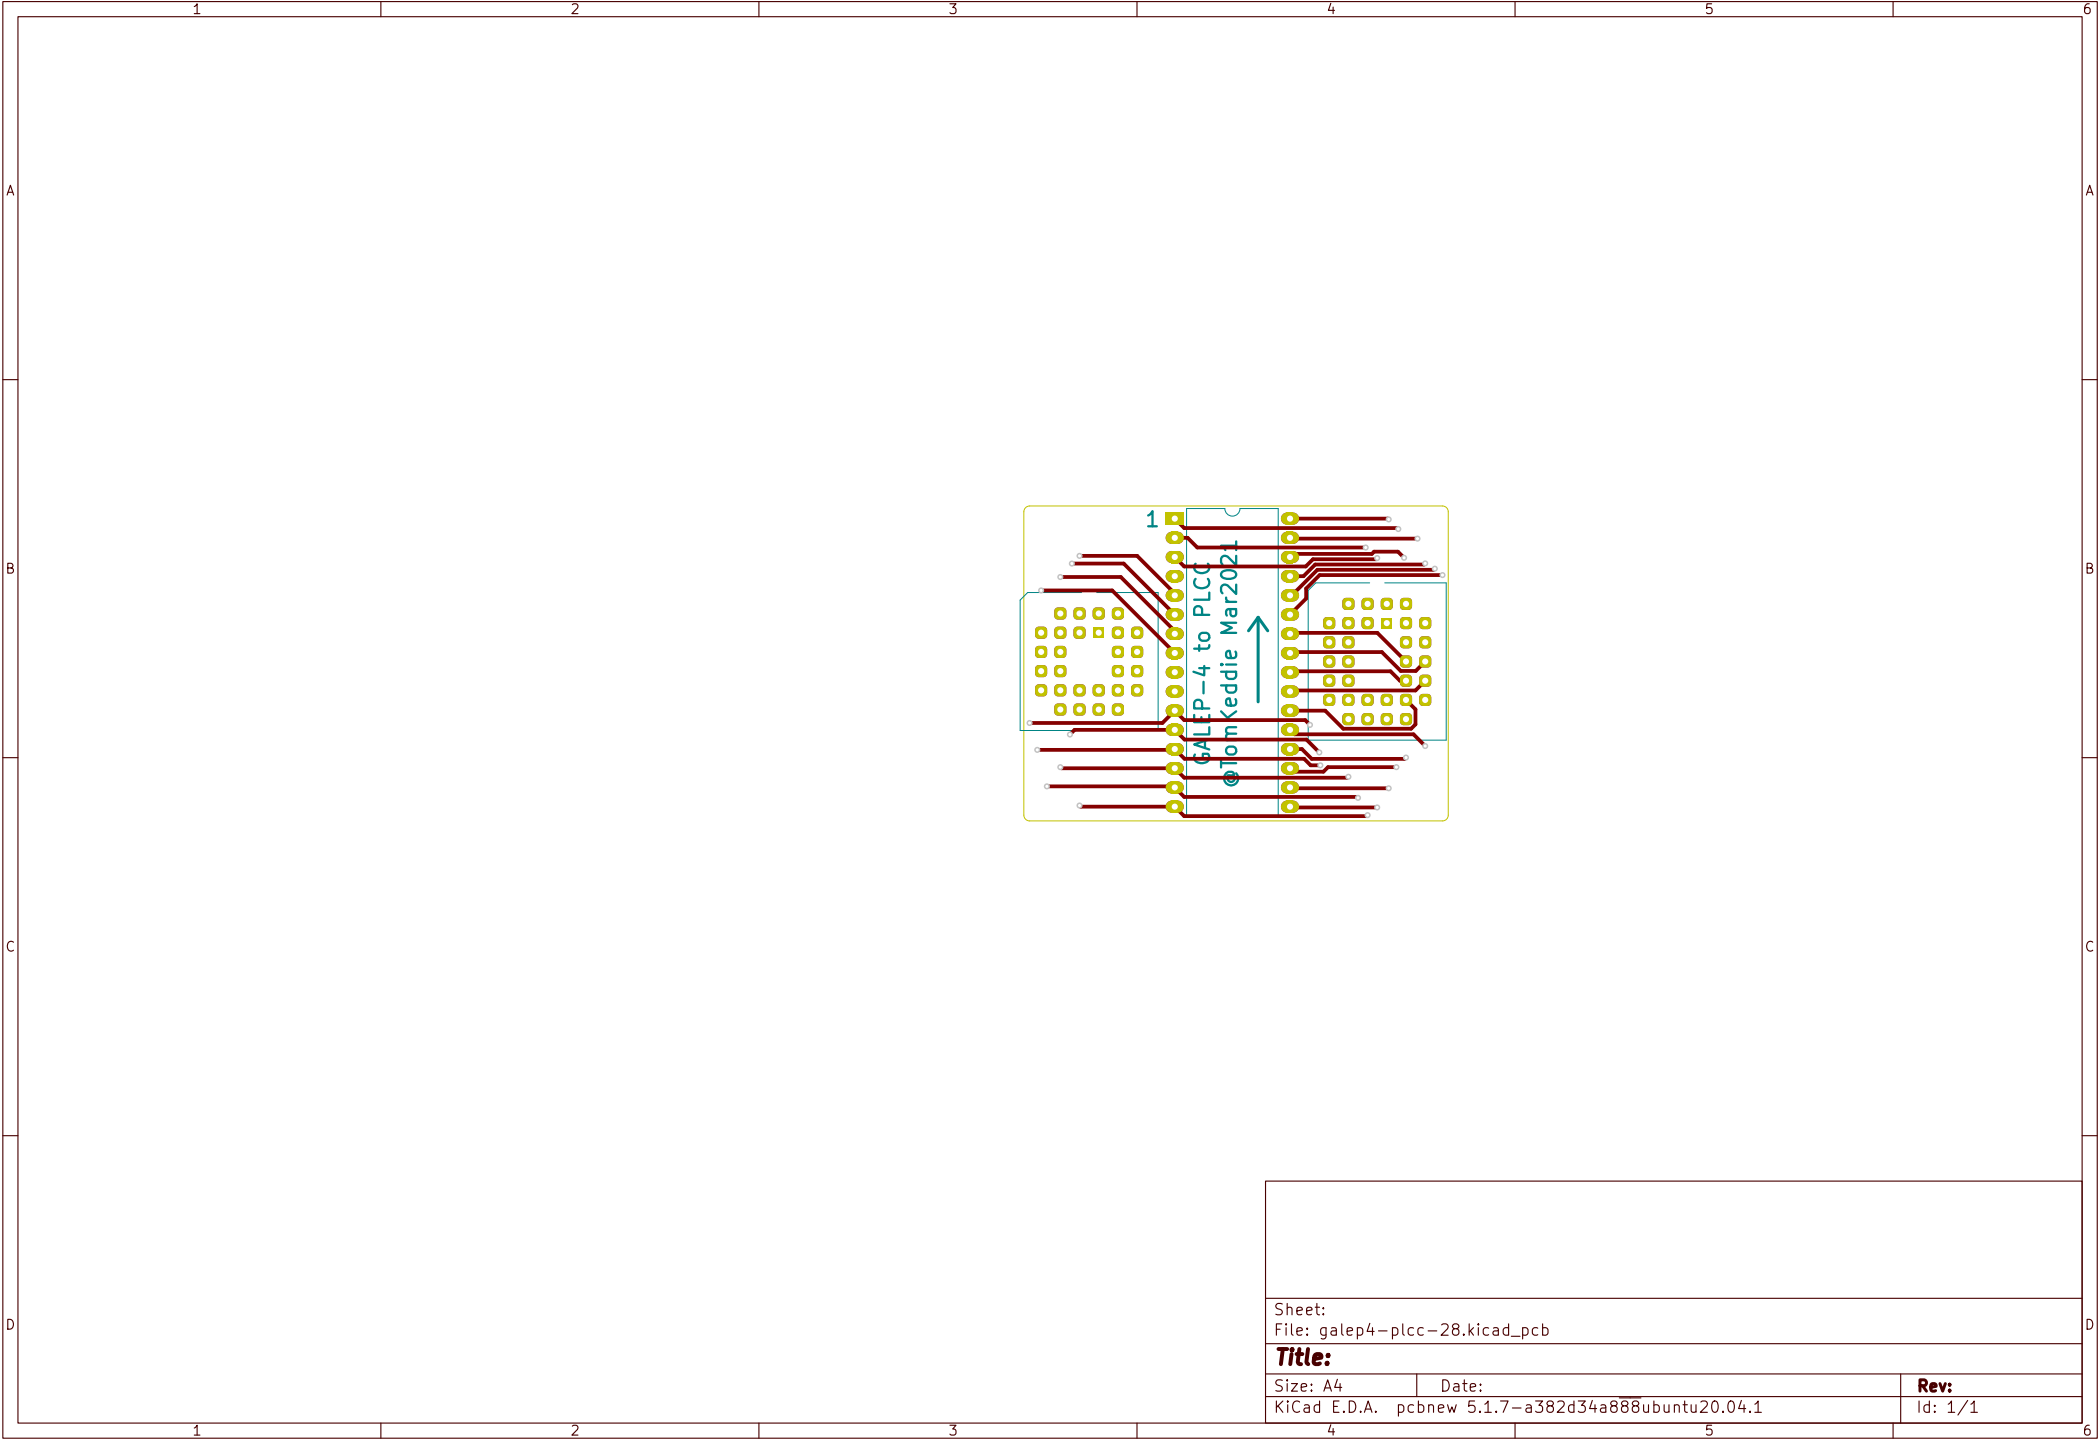 1 2 3 4 5 6
A A
B B
C C
D D
1
GALEP-4 to PLCC
@TomKeddie Mar2021
Sheet:
File: galep4-plcc-28.kicad_pcb
Title:
Size: A4 Date: Rev:
KiCad E.D.A. pcbnew 5.1.7-a382d34a888ubuntu20.04.1 Id: 1/1
1 2 3 4 5 6